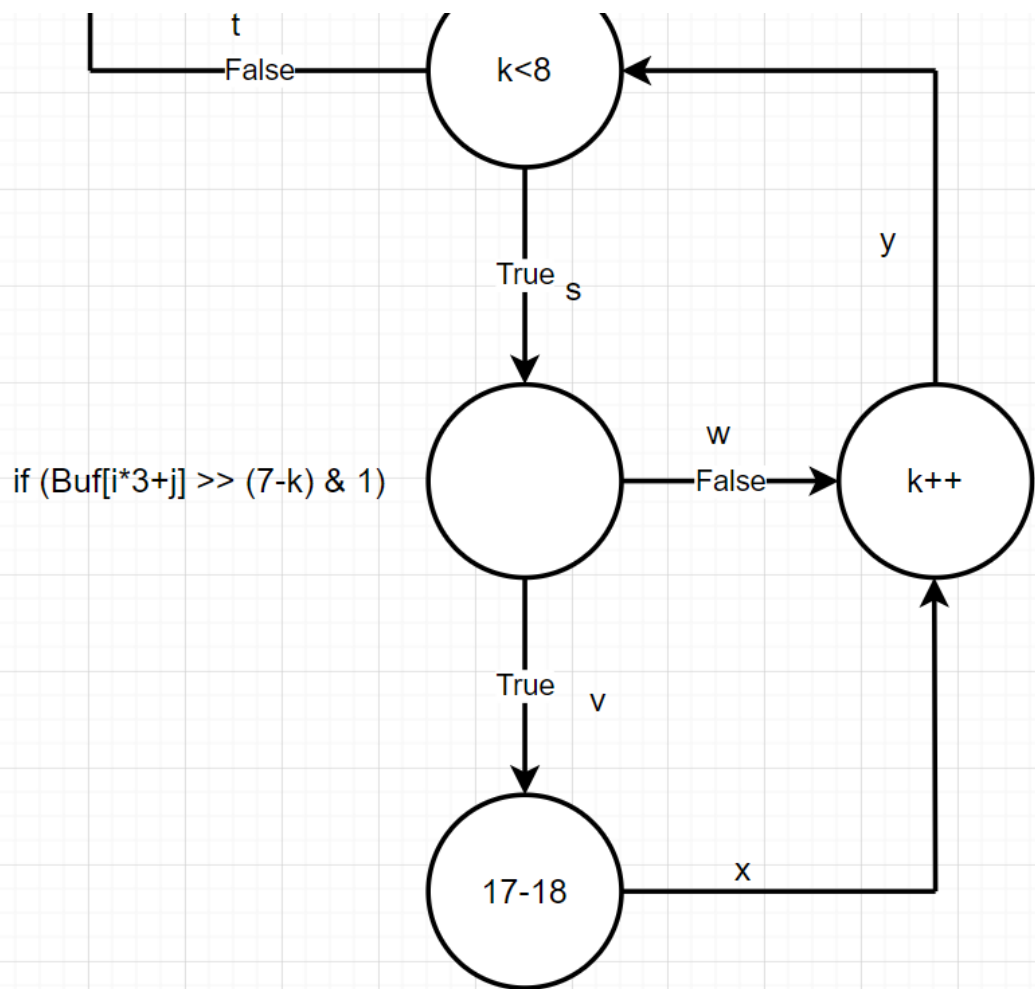 t
False
k<8
y
True
s
w
if (Buf[i*3+j] >> (7-k) & 1)
False
k++
True
v
x
17-18